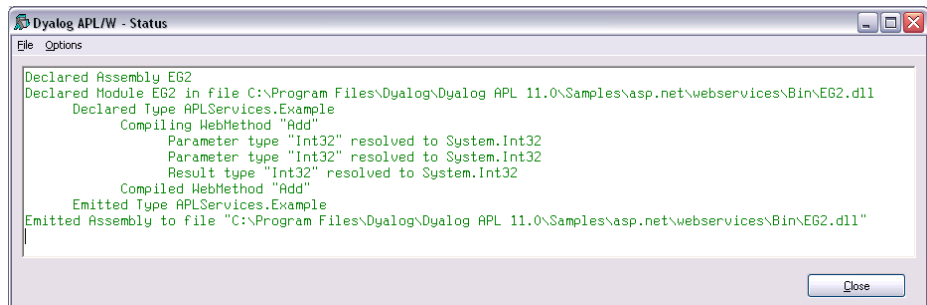 Dyalog APL/W - Status
File Options
Declared Assembly EG2
Declared Module EG2 in file C:\Program Files\Dyalog\Dyalog APL 11.0\Samples\asp.net\webservices\Bin\EG2.dll
Declared Type APLServices.Example
Compiling WebMethod "Add"
Parameter type "Int32" resolved to System.Int32
Parameter type "Int32" resolved to System.Int32
Result type "Int32" resolved to System.Int32
Compiled WebMethod "Add"
Emitted Type APLServices.Example
Emitted Assembly to file "C:\Program Files\Dyalog\Dyalog APL 11.0\Samples\asp.net\webservices\Bin\EG2.dll"
Close